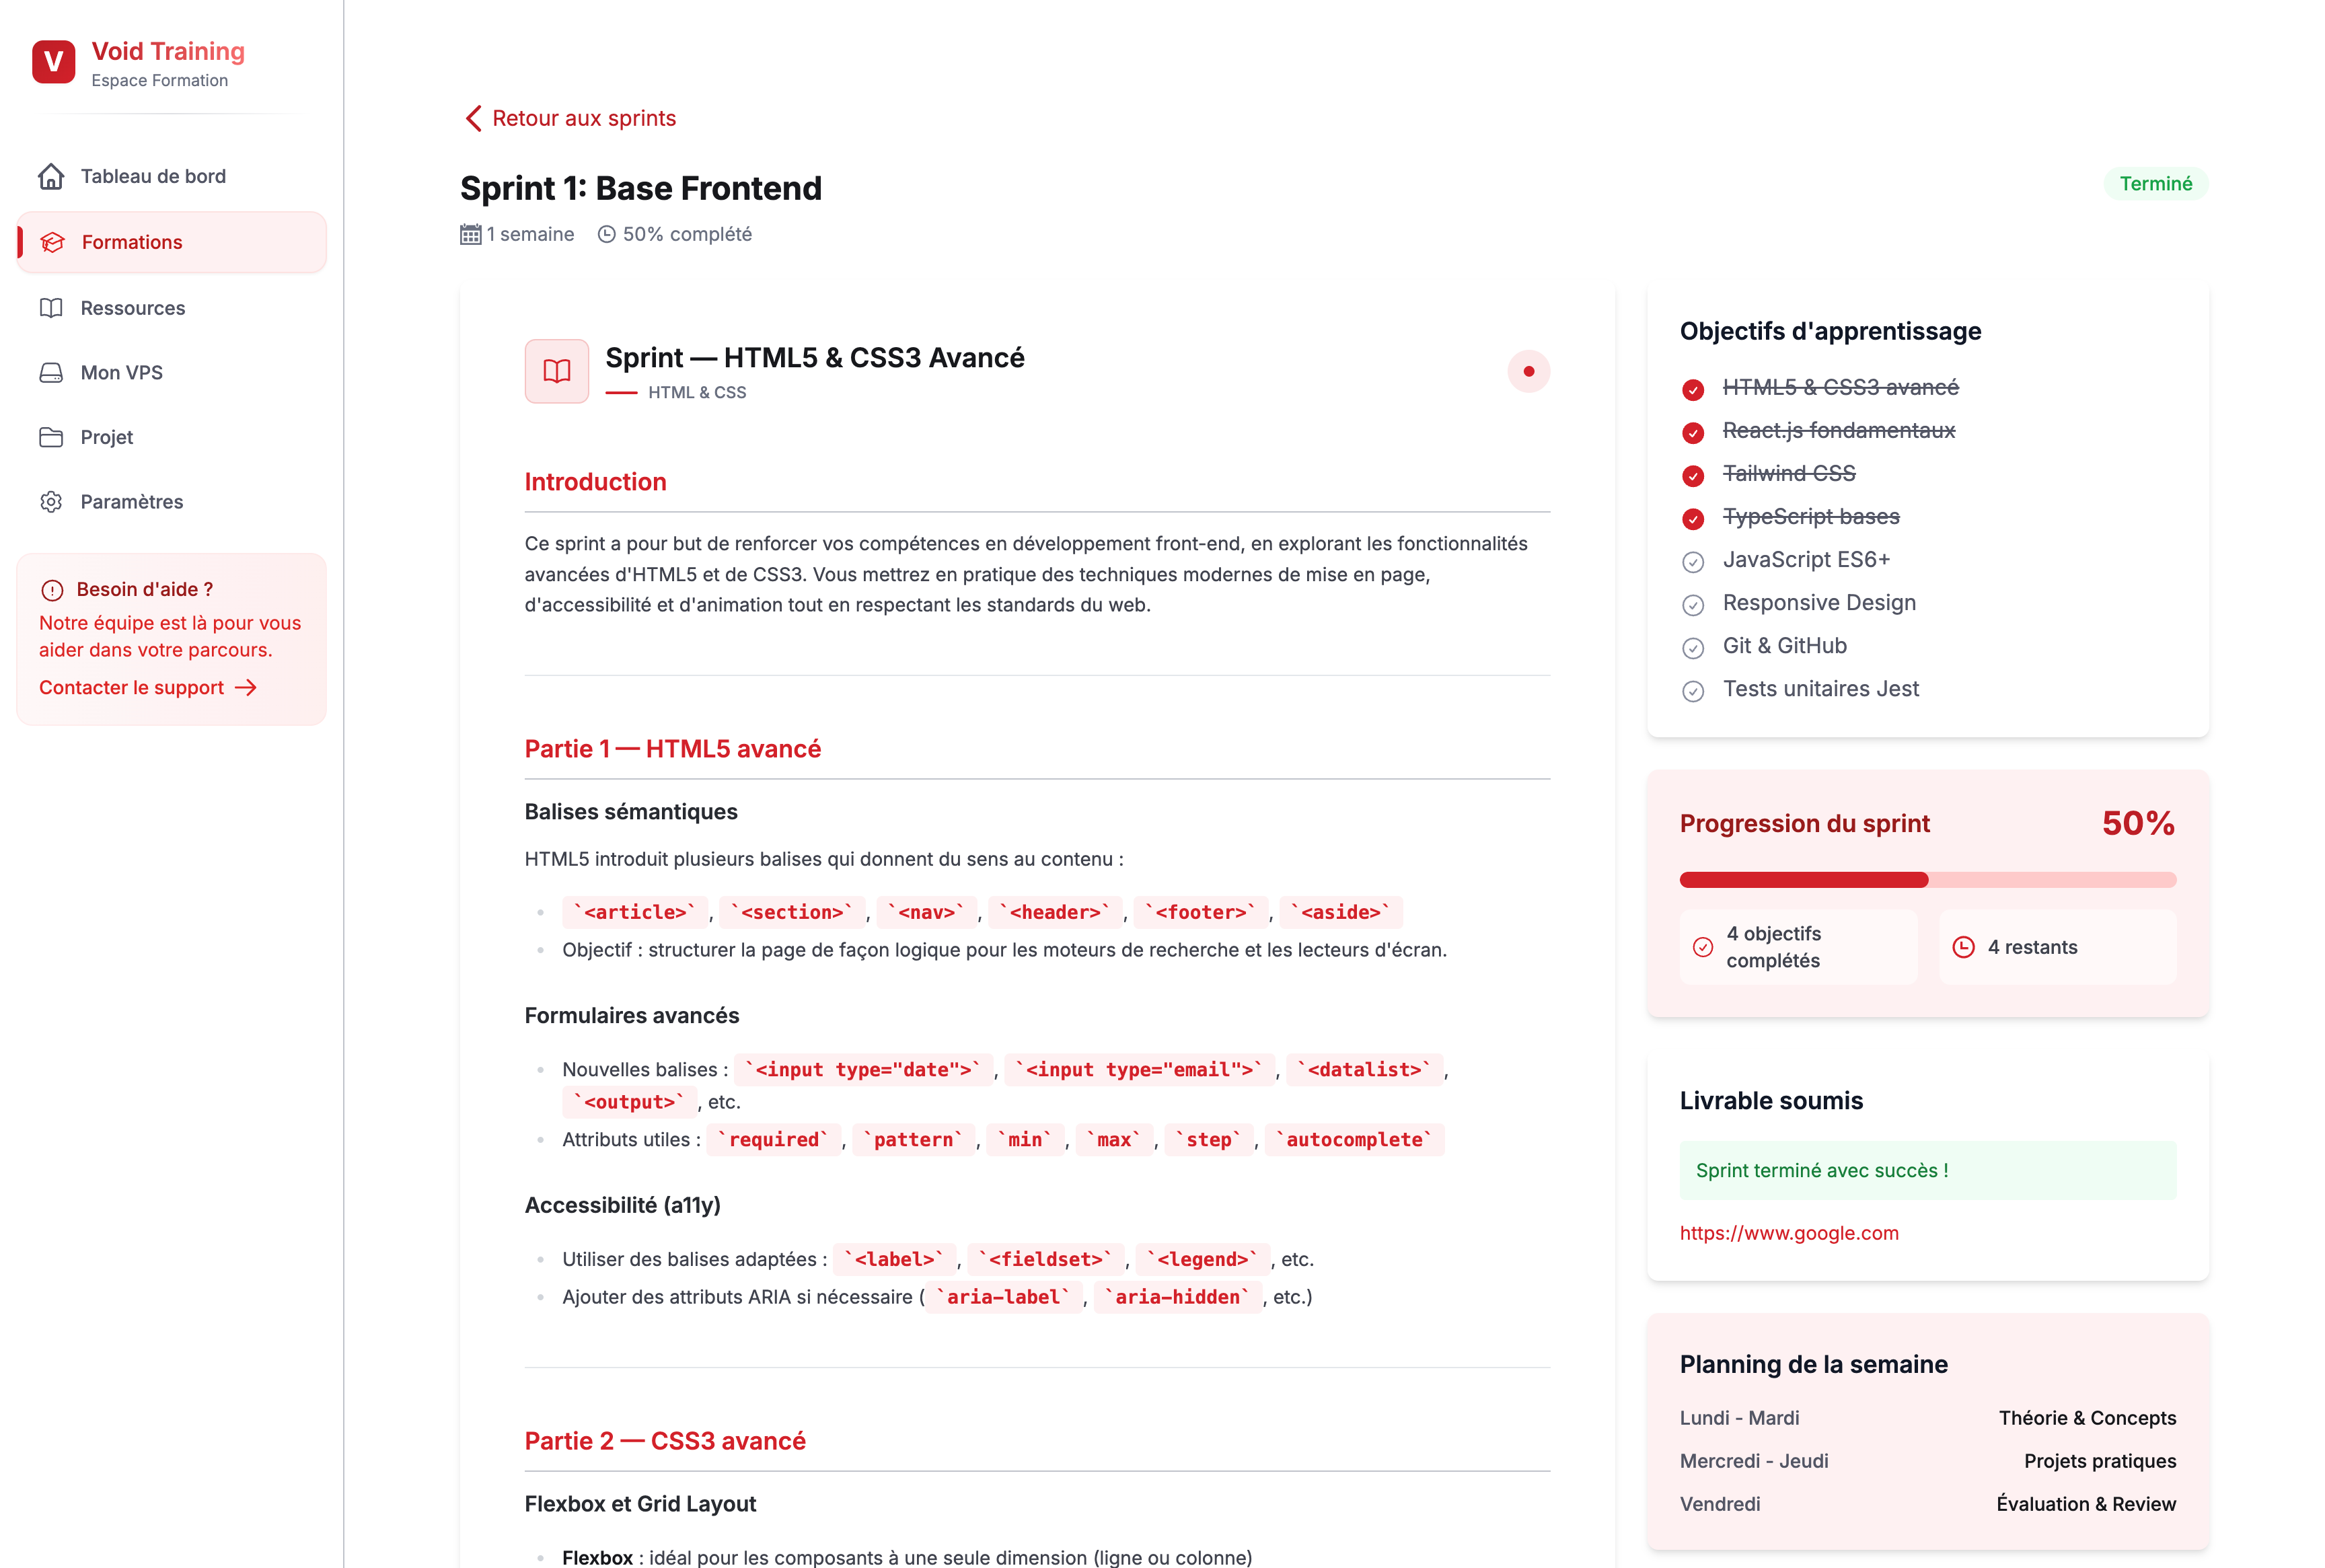 V
Void Training
Espace Formation
Tableau de bord
Formations
Ressources
Mon VPS
Projet
Paramètres
Besoin d'aide ?
Notre équipe est là pour vous
aider dans votre parcours.
Contacter le support
Retour aux sprints
Sprint 1: Base Frontend
Terminé
1 semaine
50% complété
Sprint — HTML5 & CSS3 Avancé
HTML & CSS
Introduction
Ce sprint a pour but de renforcer vos compétences en développement front-end, en explorant les fonctionnalités
avancées d'HTML5 et de CSS3. Vous mettrez en pratique des techniques modernes de mise en page,
d'accessibilité et d'animation tout en respectant les standards du web.
Partie 1 — HTML5 avancé
Balises sémantiques
HTML5 introduit plusieurs balises qui donnent du sens au contenu :
`<article>`, `<section>`, `<nav>`, `<header>`, `<footer>`, `<aside>`
Objectif : structurer la page de façon logique pour les moteurs de recherche et les lecteurs d'écran.
Formulaires avancés
Nouvelles balises : `<input type="date">`, `<input type="email">`, `<datalist>`,
`<output>`, etc.
Attributs utiles : `required`, `pattern`, `min`, `max`, `step`, `autocomplete`
Accessibilité (a11y)
Utiliser des balises adaptées : `<label>`, `<fieldset>`, `<legend>`, etc.
Ajouter des attributs ARIA si nécessaire (`aria-label`, `aria-hidden`, etc.)
Partie 2 — CSS3 avancé
Flexbox et Grid Layout
Flexbox : idéal pour les composants à une seule dimension (ligne ou colonne)
Objectifs d'apprentissage
HTML5 & CSS3 avancé
React.js fondamentaux
Tailwind CSS
TypeScript bases
JavaScript ES6+
Responsive Design
Git & GitHub
Tests unitaires Jest
Progression du sprint
50%
4 objectifs
complétés
4 restants
Livrable soumis
Sprint terminé avec succès !
https://www.google.com
Planning de la semaine
Lundi - Mardi
Théorie & Concepts
Mercredi - Jeudi
Projets pratiques
Vendredi
Évaluation & Review